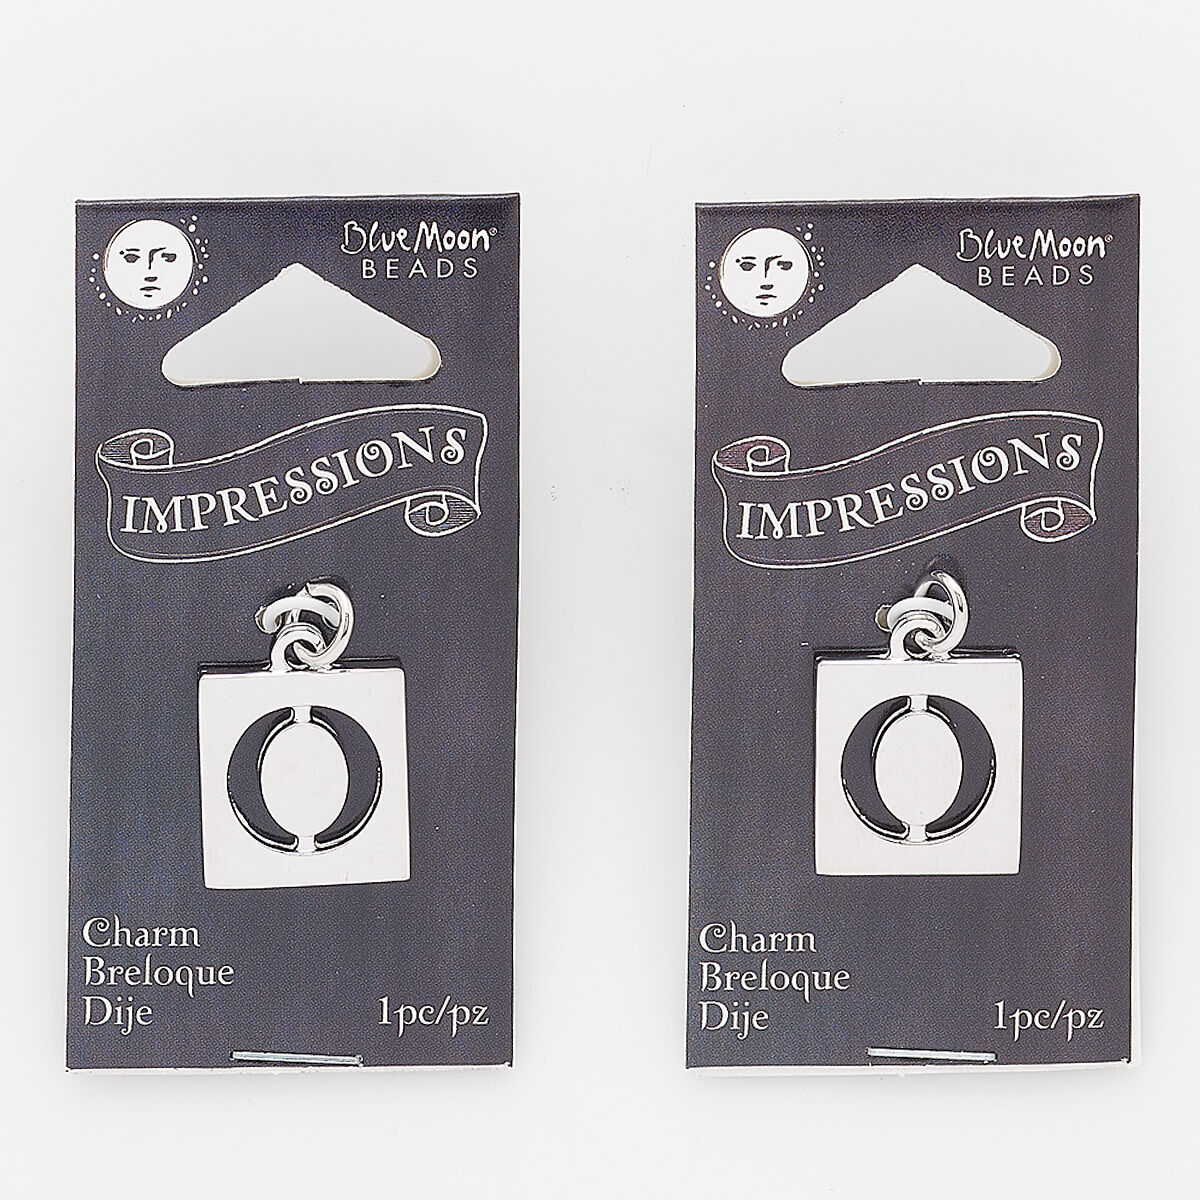 Blue Moon®
BEADS
IMPRESSIONS
O
Charm
Breloque
Dije
1pc/pz
Blue Moon®
BEADS
IMPRESSIONS
O
Charm
Breloque
Dije
1pc/pz